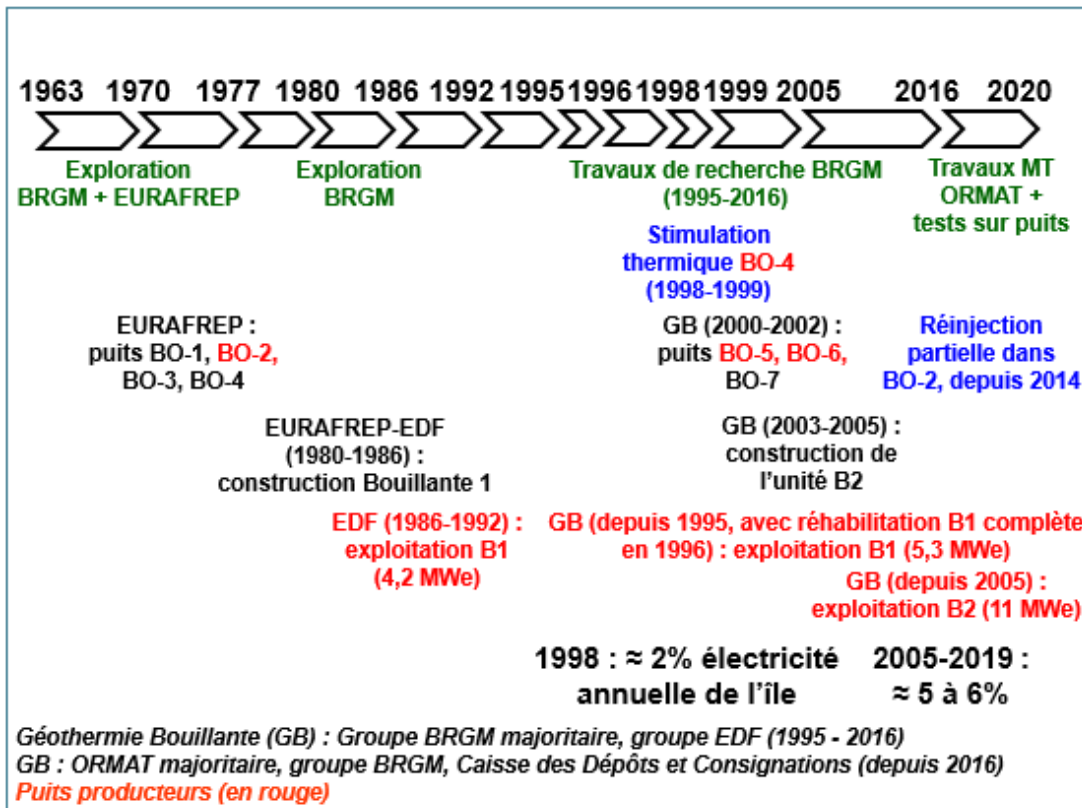 1963 1970 1977 1980 1986 1992 1995 1996 1998 1999 2005 2016 2020
Exploration
BRGM + EURAFREP
Exploration
BRGM
Travaux de recherche BRGM
(1995-2016)
Travaux MT
ORMAT +
tests sur puits
Stimulation
thermique BO-4
(1998-1999)
EURAFREP :
puits BO-1, BO-2,
BO-3, BO-4
GB (2000-2002) :
puits BO-5, BO-6,
BO-7
Réinjection
partielle dans
BO-2, depuis 2014
EURAFREP-EDF
(1980-1986) :
construction Bouillante 1
GB (2003-2005) :
construction de
l'unité B2
EDF (1986-1992) :
exploitation B1
(4,2 MWe)
GB (depuis 1995, avec réhabilitation B1 complète
en 1996) : exploitation B1 (5,3 MWe)
GB (depuis 2005) :
exploitation B2 (11 MWe)
1998 : ≈ 2% électricité
annuelle de l'île
2005-2019 :
≈ 5 à 6%
Géothermie Bouillante (GB) : Groupe BRGM majoritaire, groupe EDF (1995 - 2016)
GB : ORMAT majoritaire, groupe BRGM, Caisse des Dépôts et Consignations (depuis 2016)
Puits producteurs (en rouge)